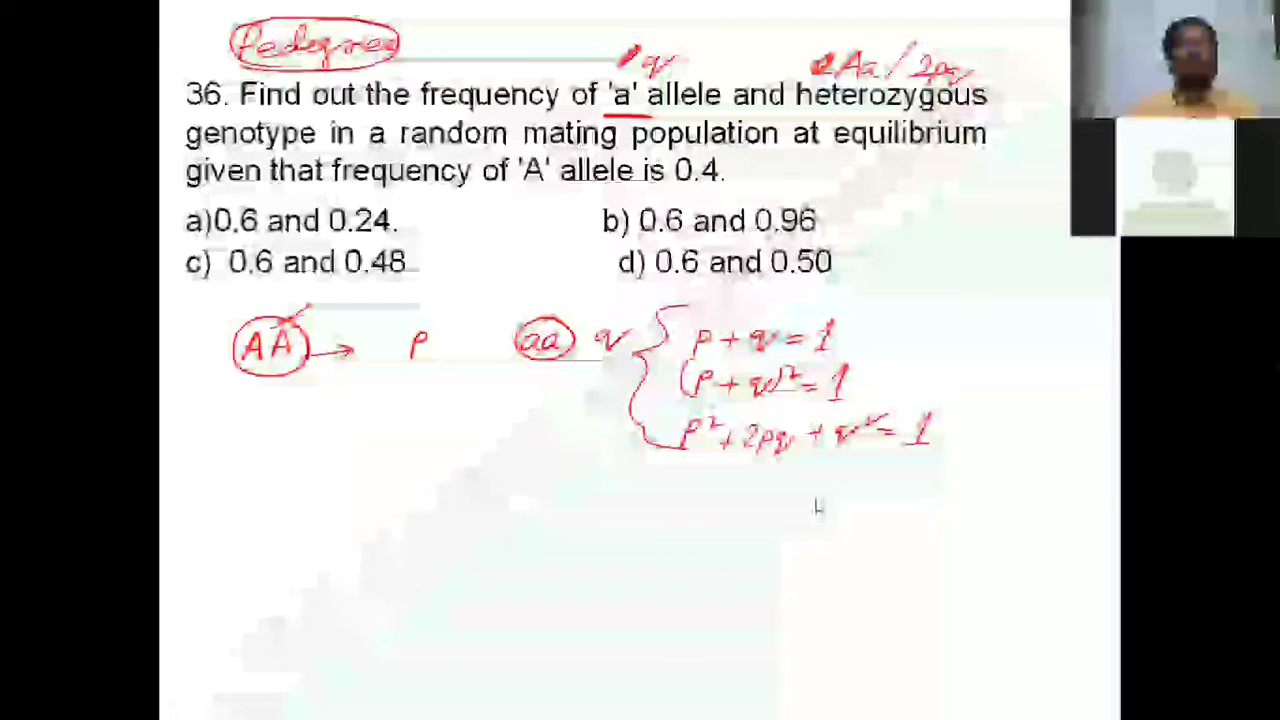 Pedegree
q
Aa / 2pq
36. Find out the frequency of 'a' allele and heterozygous
genotype in a random mating population at equilibrium
given that frequency of 'A' allele is 0.4.
a)0.6 and 0.24. b) 0.6 and 0.96
c) 0.6 and 0.48 d) 0.6 and 0.50
AA → p aa q p + q = 1
(p + q)² = 1
p² + 2pq + q² = 1